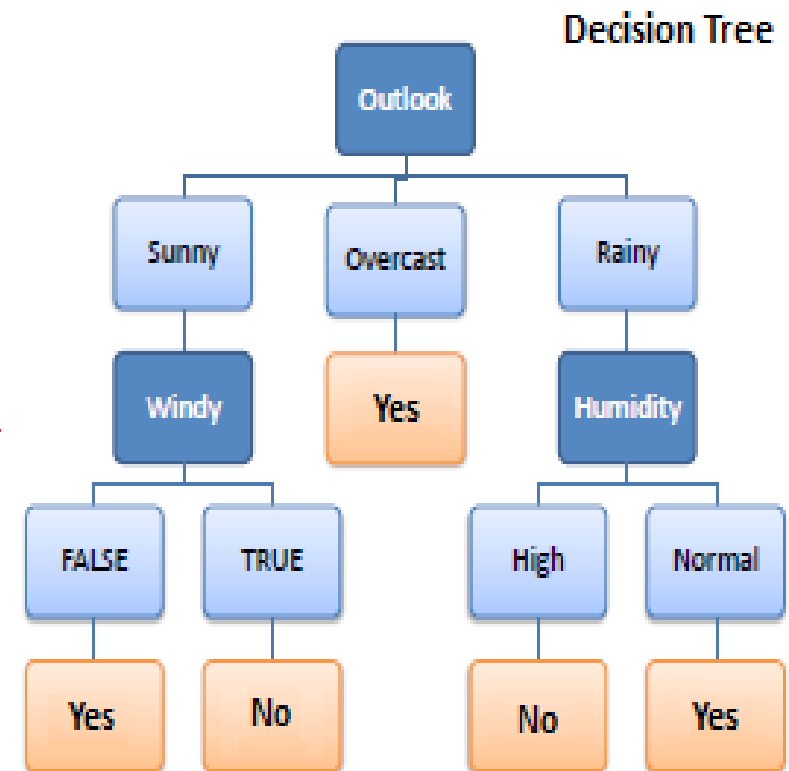 Decision Tree
Outlook
Sunny
Overcast
Rainy
Windy
Yes
Humidity
FALSE
TRUE
High
Normal
Yes
No
No
Yes